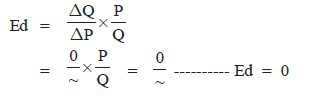 Ed = ΔQ/ΔP × P/Q
= 0/~ × P/Q = 0/~ ---------- Ed = 0